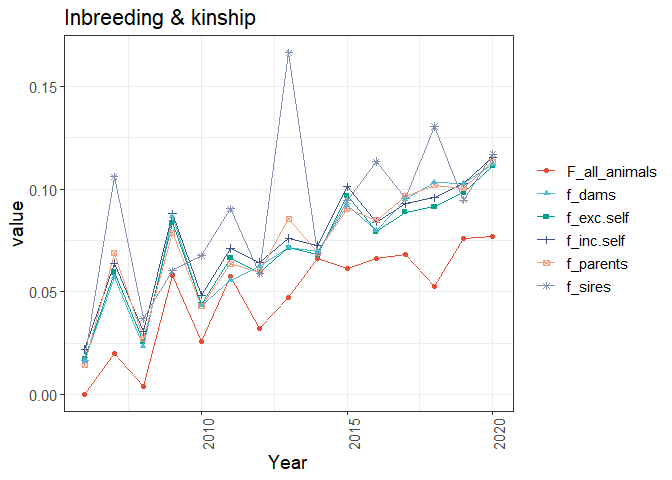 Inbreeding & kinship
value
0.15
0.10
0.05
0.00
2010
2015
2020
Year
F_all_animals
f_dams
f_exc.self
f_inc.self
f_parents
f_sires